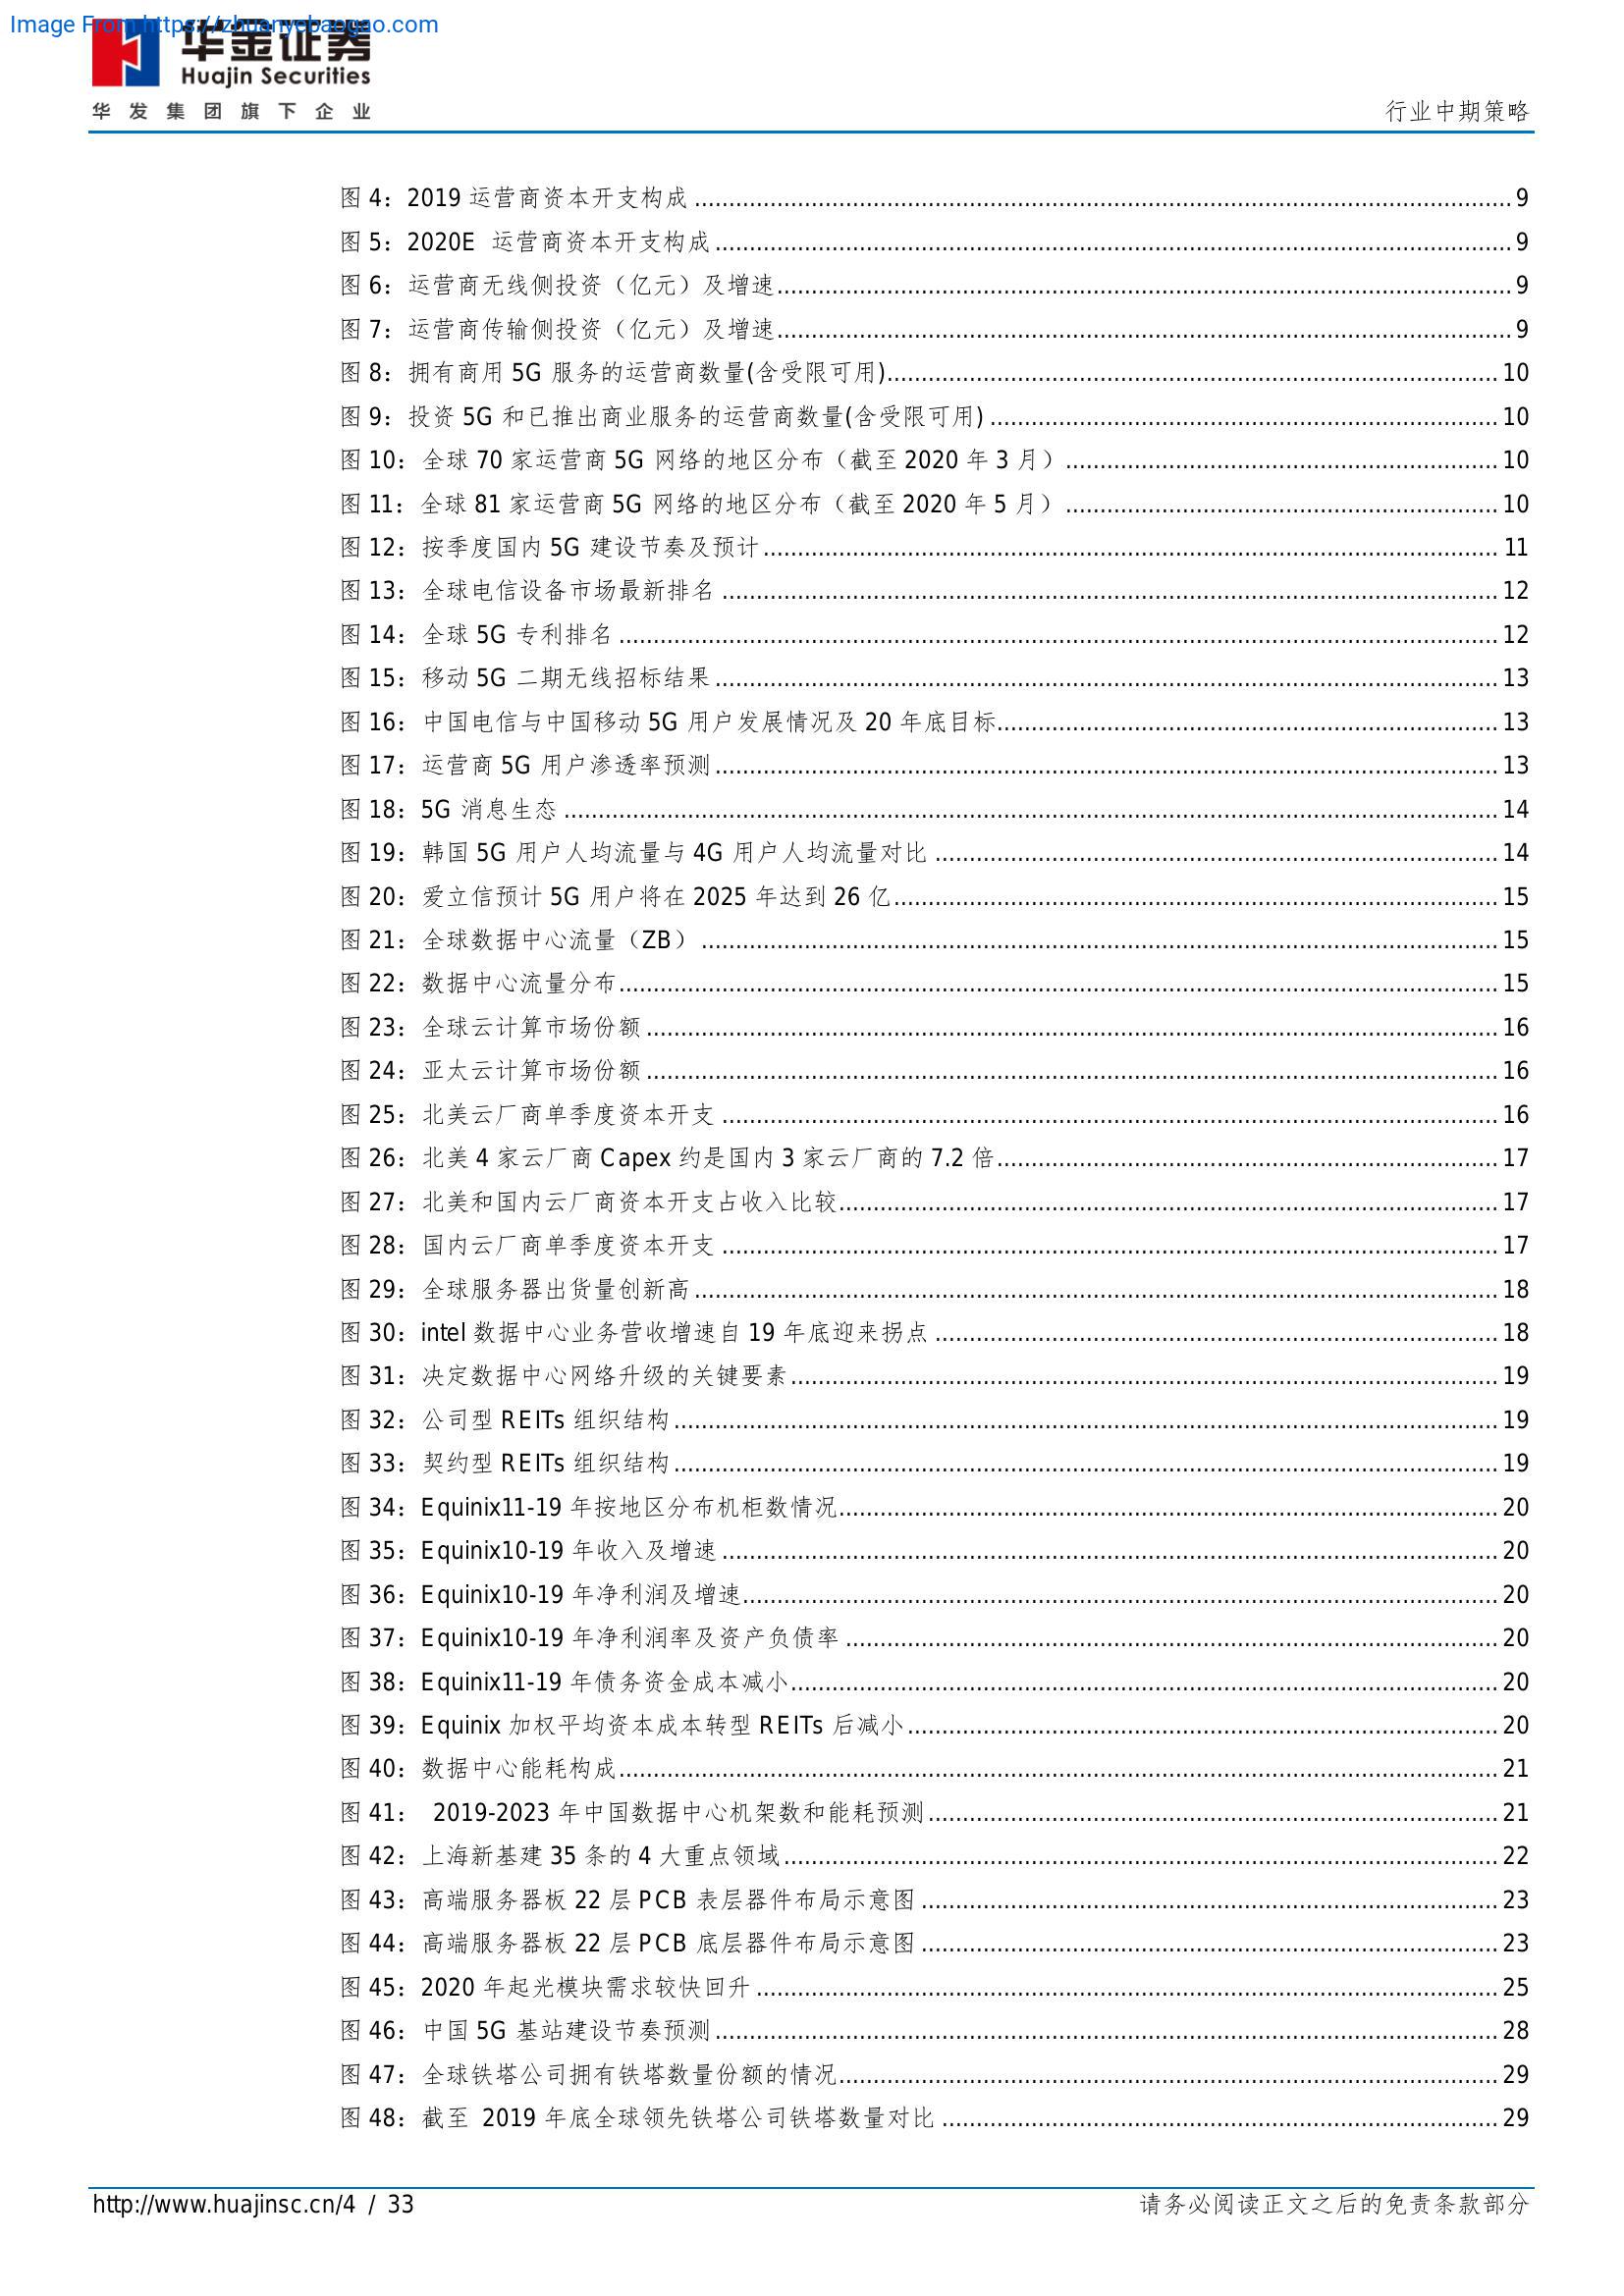 Image From https://zhuanyebaogao.com
华金证券
Huajin Securities
华发集团旗下企业
行业中期策略
图 4：2019 运营商资本开支构成 9
图 5：2020E 运营商资本开支构成 9
图 6：运营商无线侧投资（亿元）及增速 9
图 7：运营商传输侧投资（亿元）及增速 9
图 8：拥有商用 5G 服务的运营商数量(含受限可用) 10
图 9：投资 5G 和已推出商业服务的运营商数量(含受限可用) 10
图 10：全球 70 家运营商 5G 网络的地区分布（截至 2020 年 3 月） 10
图 11：全球 81 家运营商 5G 网络的地区分布（截至 2020 年 5 月） 10
图 12：按季度国内 5G 建设节奏及预计 11
图 13：全球电信设备市场最新排名 12
图 14：全球 5G 专利排名 12
图 15：移动 5G 二期无线招标结果 13
图 16：中国电信与中国移动 5G 用户发展情况及 20 年底目标 13
图 17：运营商 5G 用户渗透率预测 13
图 18：5G 消息生态 14
图 19：韩国 5G 用户人均流量与 4G 用户人均流量对比 14
图 20：爱立信预计 5G 用户将在 2025 年达到 26 亿 15
图 21：全球数据中心流量（ZB） 15
图 22：数据中心流量分布 15
图 23：全球云计算市场份额 16
图 24：亚太云计算市场份额 16
图 25：北美云厂商单季度资本开支 16
图 26：北美 4 家云厂商 Capex 约是国内 3 家云厂商的 7.2 倍 17
图 27：北美和国内云厂商资本开支占收入比较 17
图 28：国内云厂商单季度资本开支 17
图 29：全球服务器出货量创新高 18
图 30：intel 数据中心业务营收增速自 19 年底迎来拐点 18
图 31：决定数据中心网络升级的关键要素 19
图 32：公司型 REITs 组织结构 19
图 33：契约型 REITs 组织结构 19
图 34：Equinix11-19 年按地区分布机柜数情况 20
图 35：Equinix10-19 年收入及增速 20
图 36：Equinix10-19 年净利润及增速 20
图 37：Equinix10-19 年净利润率及资产负债率 20
图 38：Equinix11-19 年债务资金成本减小 20
图 39：Equinix 加权平均资本成本转型 REITs 后减小 20
图 40：数据中心能耗构成 21
图 41： 2019-2023 年中国数据中心机架数和能耗预测 21
图 42：上海新基建 35 条的 4 大重点领域 22
图 43：高端服务器板 22 层 PCB 表层器件布局示意图 23
图 44：高端服务器板 22 层 PCB 底层器件布局示意图 23
图 45：2020 年起光模块需求较快回升 25
图 46：中国 5G 基站建设节奏预测 28
图 47：全球铁塔公司拥有铁塔数量份额的情况 29
图 48：截至 2019 年底全球领先铁塔公司铁塔数量对比 29
http://www.huajinsc.cn/4 / 33
请务必阅读正文之后的免责条款部分